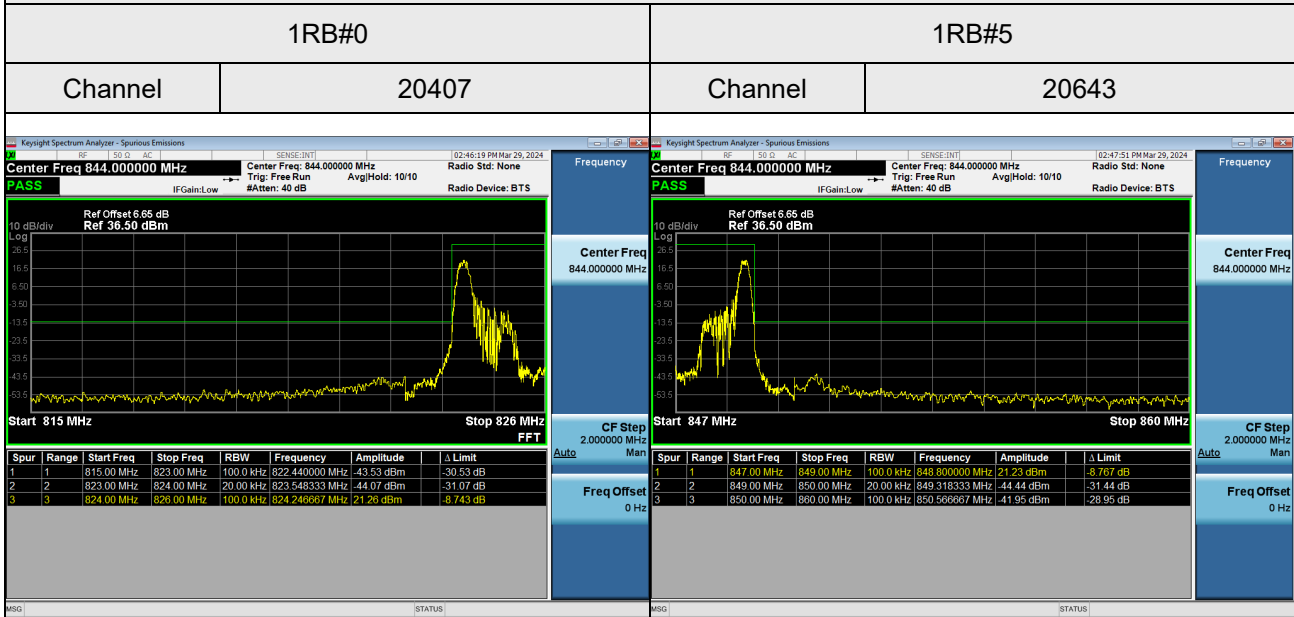 1RB#0
1RB#5
Channel
20407
Channel
20643
Keysight Spectrum Analyzer - Spurious Emissions
RF 50 Ω AC SENSE:INT 02:46:19 PM Mar 29, 2024
Center Freq 844.000000 MHz
Center Freq: 844.000000 MHz
Radio Std: None
Trig: Free Run Avg|Hold: 10/10
PASS
IFGain:Low
#Atten: 40 dB
Radio Device: BTS
Ref Offset 6.65 dB
10 dB/div Ref 36.50 dBm
Log
26.5
16.5
6.50
-3.50
-13.5
-23.5
-33.5
-43.5
-53.5
Start 815 MHz
Stop 826 MHz
FFT
Spur Range Start Freq Stop Freq RBW Frequency Amplitude Δ Limit
1 1 815.00 MHz 823.00 MHz 100.0 kHz 822.440000 MHz -43.53 dBm -30.53 dB
2 2 823.00 MHz 824.00 MHz 20.00 kHz 823.548333 MHz -44.07 dBm -31.07 dB
3 3 824.00 MHz 826.00 MHz 100.0 kHz 824.246667 MHz 21.26 dBm -8.743 dB
MSG
STATUS
Frequency
Center Freq
844.000000 MHz
CF Step
2.000000 MHz
Auto Man
Freq Offset
0 Hz
Keysight Spectrum Analyzer - Spurious Emissions
RF 50 Ω AC SENSE:INT 02:47:51 PM Mar 29, 2024
Center Freq 844.000000 MHz
Center Freq: 844.000000 MHz
Radio Std: None
Trig: Free Run Avg|Hold: 10/10
PASS
IFGain:Low
#Atten: 40 dB
Radio Device: BTS
Ref Offset 6.65 dB
10 dB/div Ref 36.50 dBm
Log
26.5
16.5
6.50
-3.50
-13.5
-23.5
-33.5
-43.5
-53.5
Start 847 MHz
Stop 860 MHz
Spur Range Start Freq Stop Freq RBW Frequency Amplitude Δ Limit
1 1 847.00 MHz 849.00 MHz 100.0 kHz 848.800000 MHz 21.23 dBm -8.767 dB
2 2 849.00 MHz 850.00 MHz 20.00 kHz 849.318333 MHz -44.44 dBm -31.44 dB
3 3 850.00 MHz 860.00 MHz 100.0 kHz 850.566667 MHz -41.95 dBm -28.95 dB
MSG
STATUS
Frequency
Center Freq
844.000000 MHz
CF Step
2.000000 MHz
Auto Man
Freq Offset
0 Hz